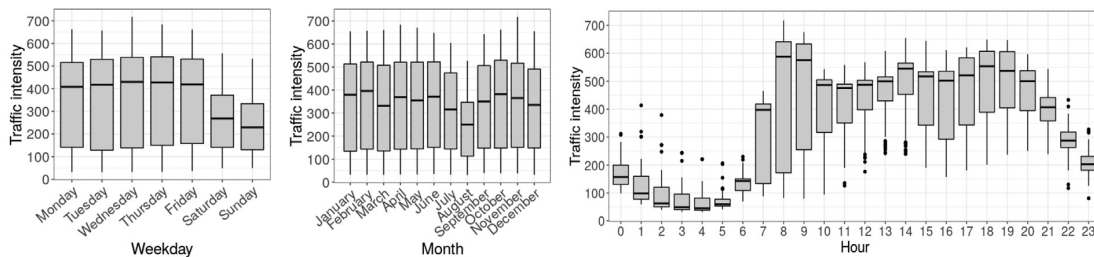 Traffic intensity
700
600
500
400
300
200
100
0
Monday
Tuesday
Wednesday
Thursday
Friday
Saturday
Sunday
Weekday
Traffic intensity
700
600
500
400
300
200
100
0
January
February
March
April
May
June
July
August
September
October
November
December
Month
Traffic intensity
700
600
500
400
300
200
100
0
0 1 2 3 4 5 6 7 8 9 10 11 12 13 14 15 16 17 18 19 20 21 22 23
Hour